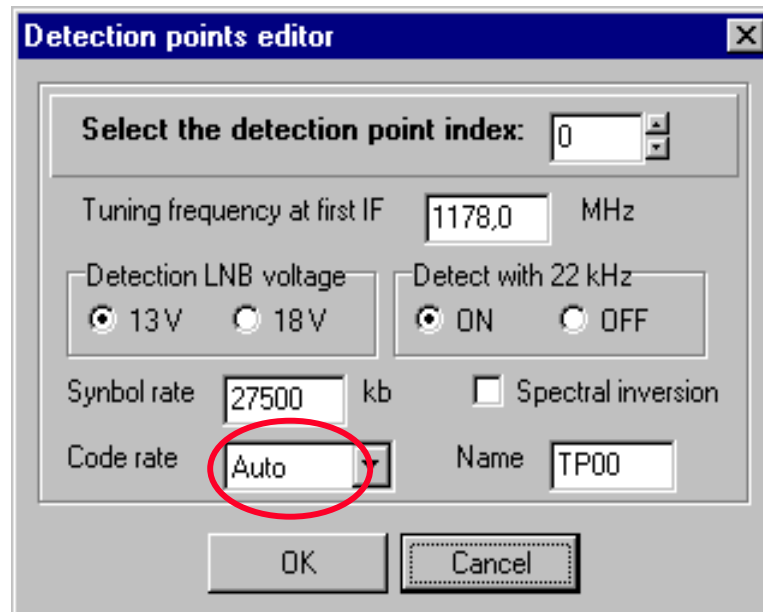 Detection points editor
Select the detection point index: 0
Tuning frequency at first IF 1178,0 MHz
Detection LNB voltage Detect with 22 kHz
13 V 18 V ON OFF
Synbol rate 27500 kb Spectral inversion
Code rate Auto Name TP00
OK Cancel